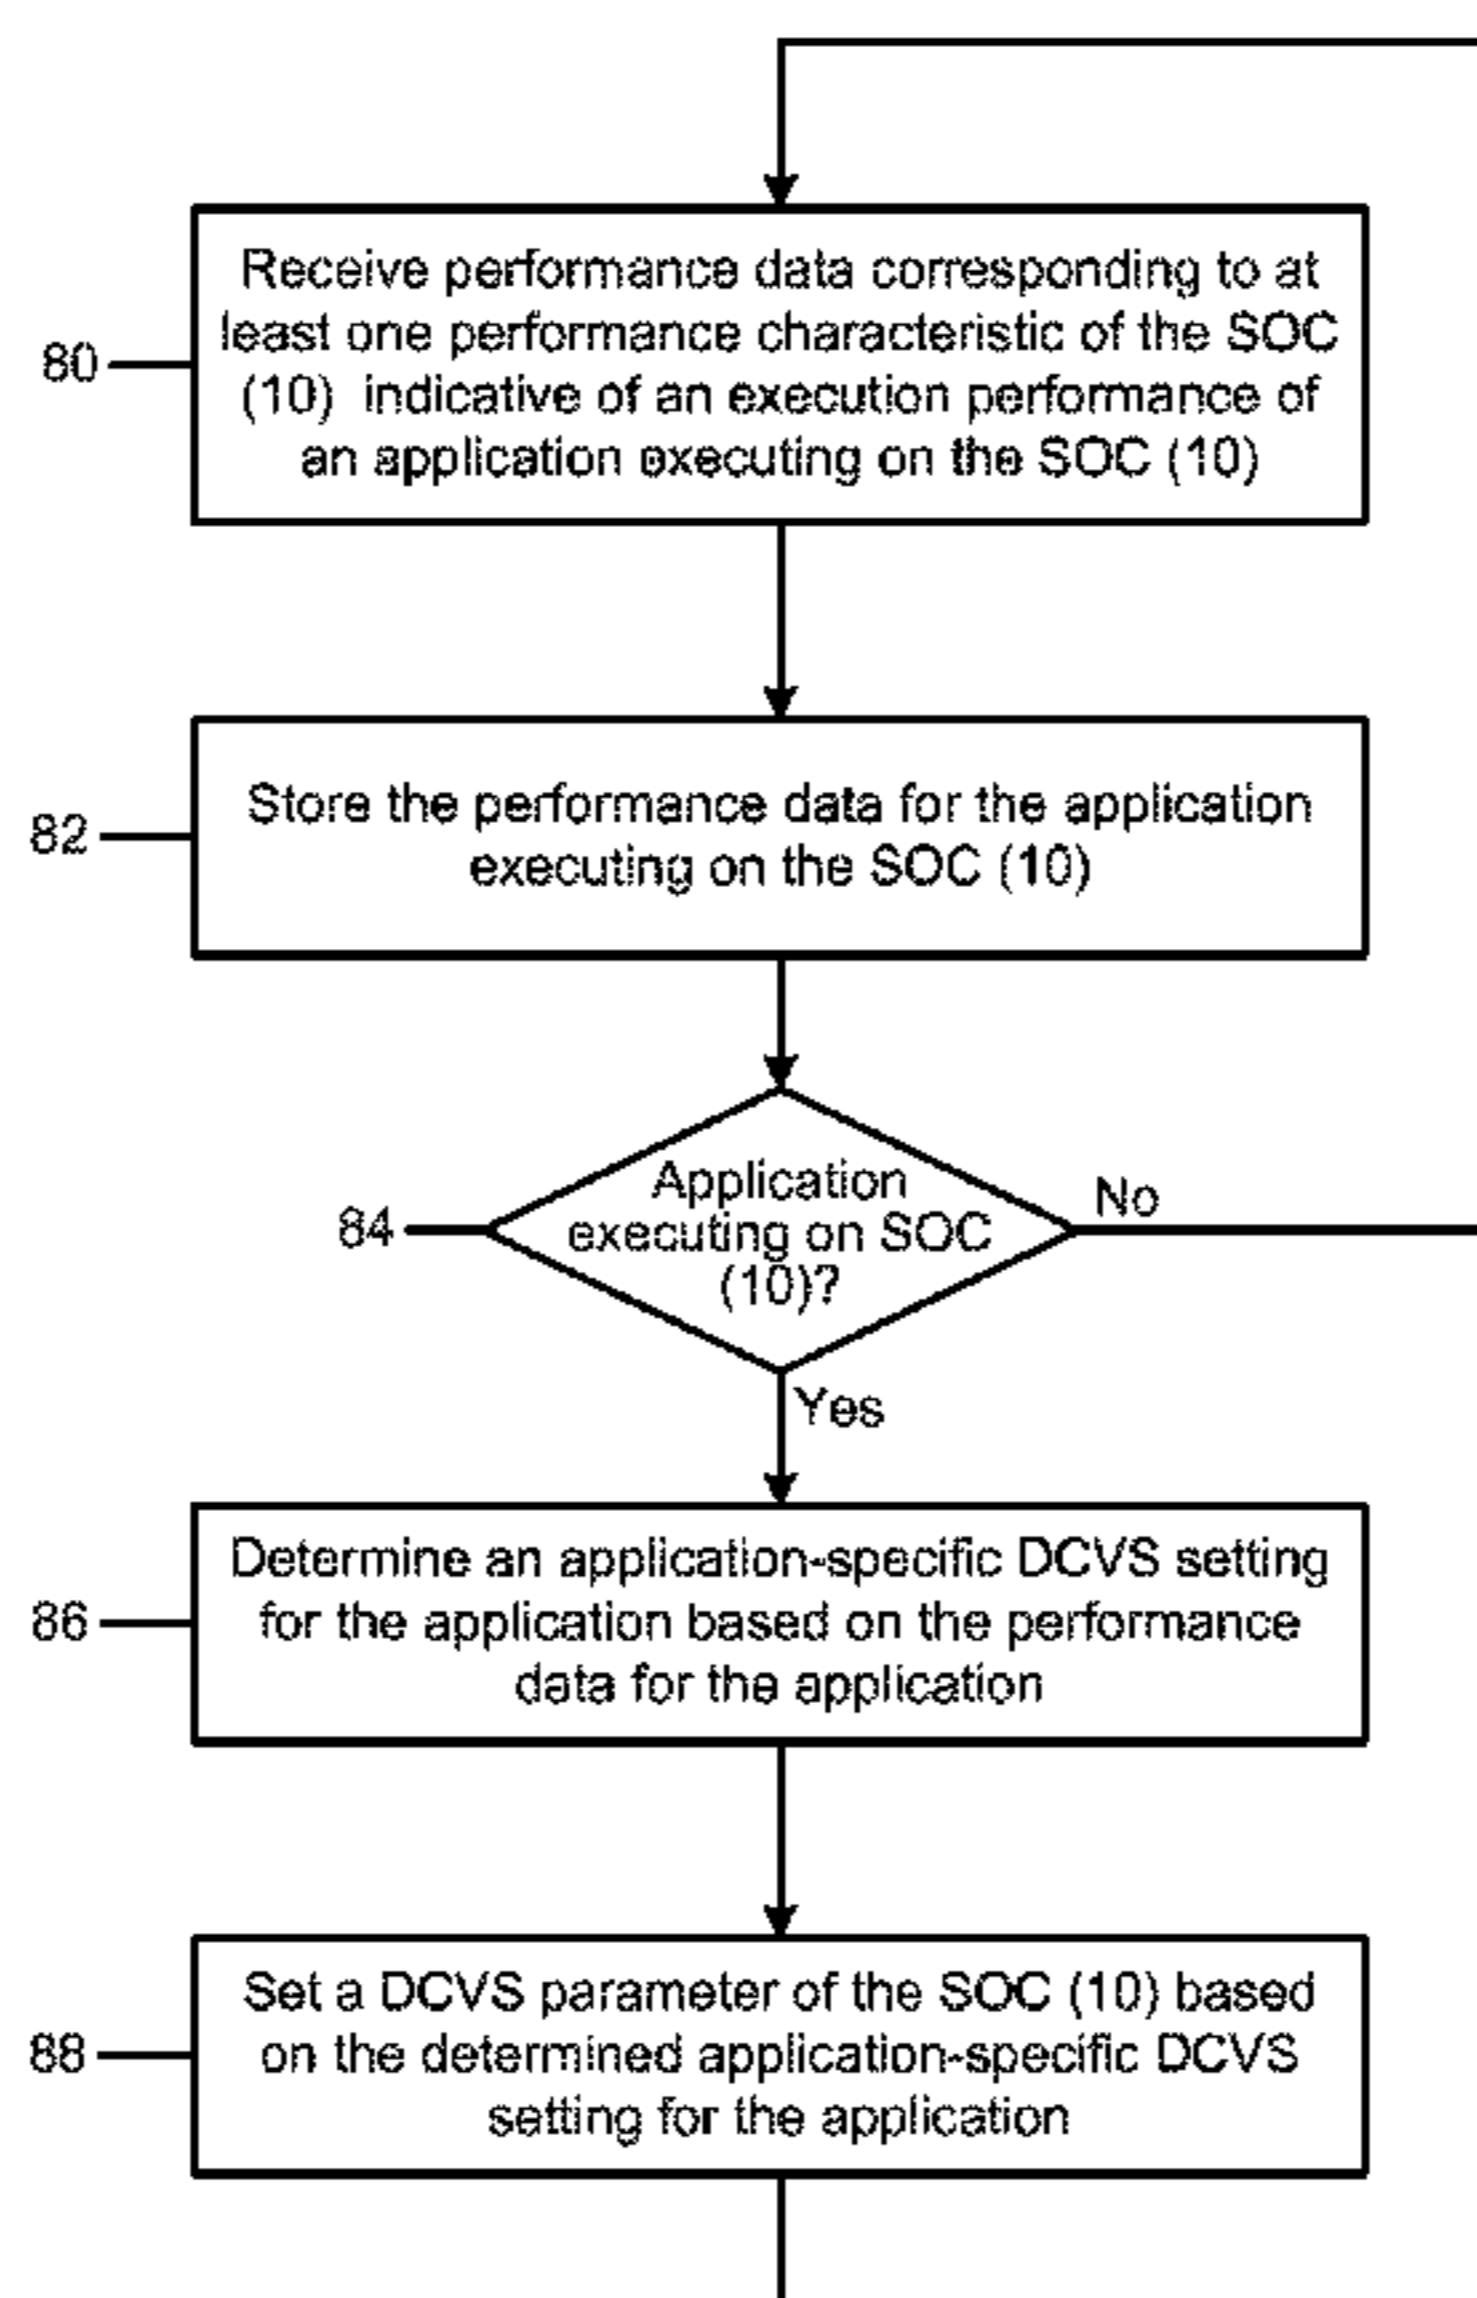 Receive performance data corresponding to at
least one performance characteristic of the SOC
80
(10) indicative of an execution performance of
an application executing on the SOC (10)
Store the performance data for the application
82
executing on the SOC (10)
Application
No
84
executing on SOC
(10)?
Yes
Determine an application-specific DCVS setting
86
for the application based on the performance
data for the application
Set a DCVS parameter of the SOC (10) based
88
on the determined application-specific DCVS
setting for the application